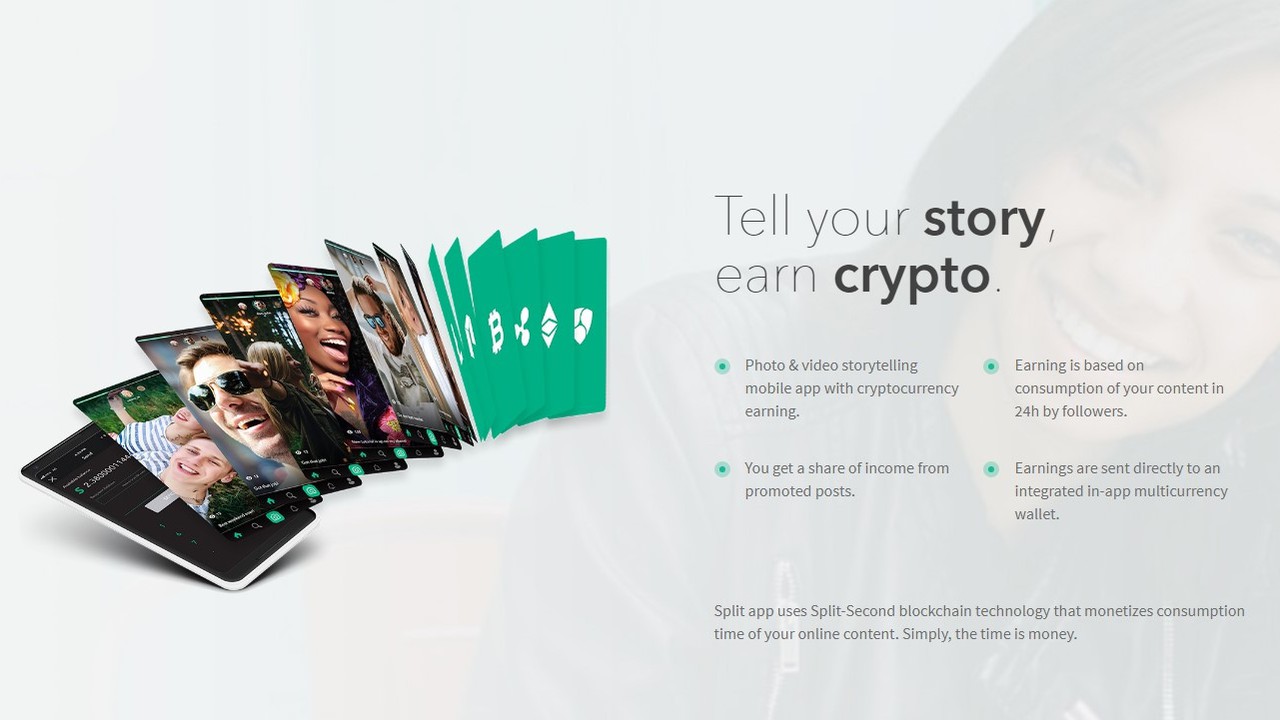 Tell your story,
earn crypto.
Photo & video storytelling
mobile app with cryptocurrency
earning.
Earning is based on
consumption of your content in
24h by followers.
You get a share of income from
promoted posts.
Earnings are sent directly to an
integrated in-app multicurrency
wallet.
Split app uses Split-Second blockchain technology that monetizes consumption
time of your online content. Simply, the time is money.